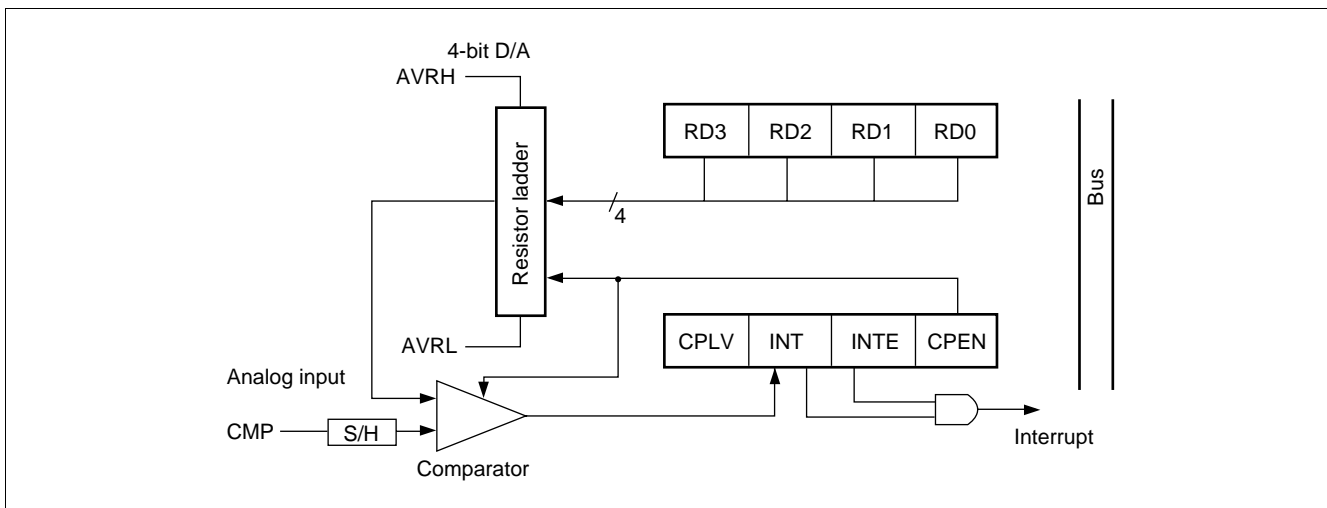 4-bit D/A
AVRH
RD3 RD2 RD1 RD0
Resistor ladder
4
Bus
AVRL
CPLV INT INTE CPEN
Analog input
CMP
S/H
Comparator
Interrupt